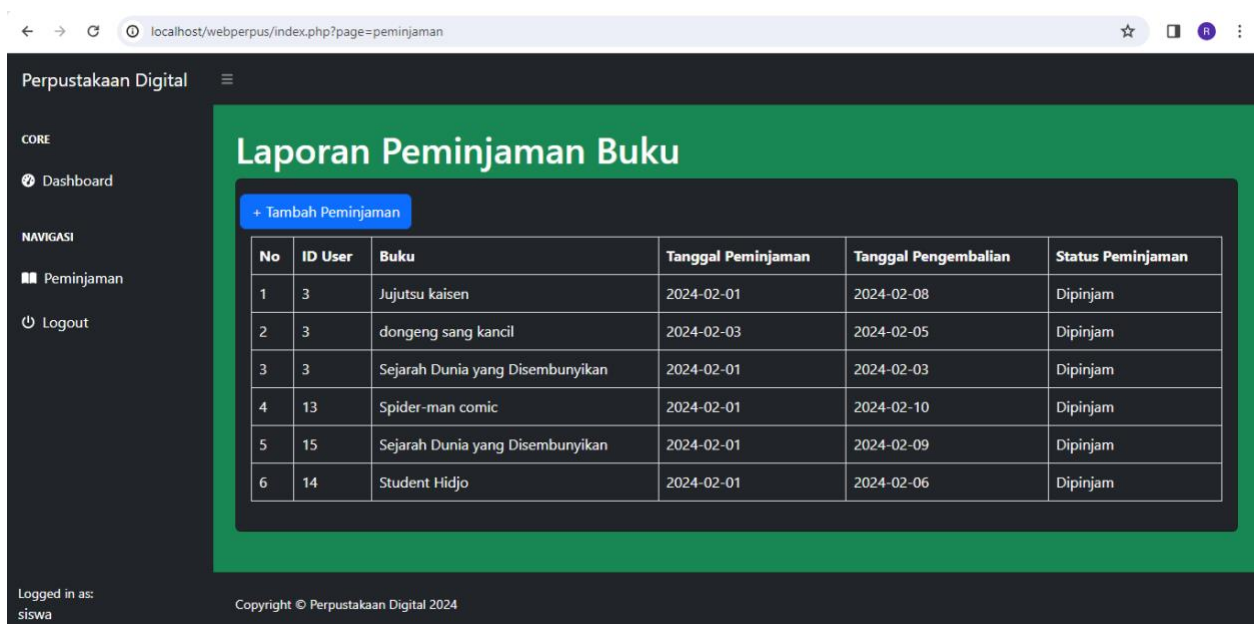 localhost/webperpus/index.php?page=peminjaman
R
Perpustakaan Digital
CORE
Dashboard
NAVIGASI
Peminjaman
Logout
Laporan Peminjaman Buku
+ Tambah Peminjaman
No ID User Buku Tanggal Peminjaman Tanggal Pengembalian Status Peminjaman
1 3 Jujutsu kaisen 2024-02-01 2024-02-08 Dipinjam
2 3 dongeng sang kancil 2024-02-03 2024-02-05 Dipinjam
3 3 Sejarah Dunia yang Disembunyikan 2024-02-01 2024-02-03 Dipinjam
4 13 Spider-man comic 2024-02-01 2024-02-10 Dipinjam
5 15 Sejarah Dunia yang Disembunyikan 2024-02-01 2024-02-09 Dipinjam
6 14 Student Hidjo 2024-02-01 2024-02-06 Dipinjam
Logged in as:
siswa
Copyright © Perpustakaan Digital 2024